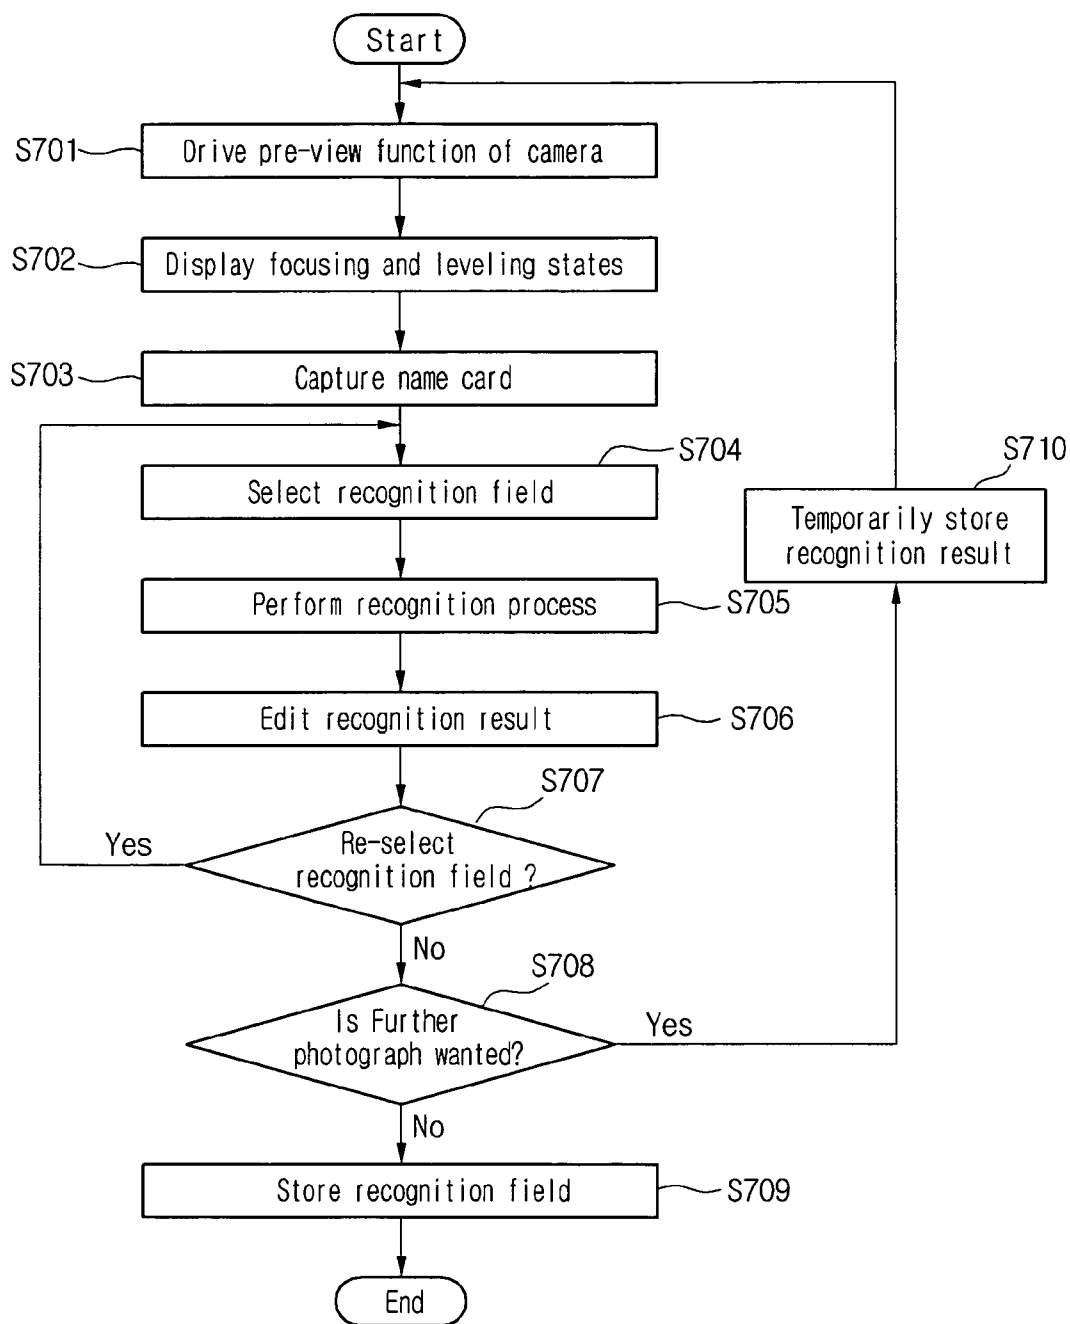 Start
S701
Drive pre-view function of camera
S702
Display focusing and leveling states
S703
Capture name card
S704
Select recognition field
S710
Temporarily store
recognition result
Perform recognition process
S705
Edit recognition result
S706
S707
Re-select
recognition field ?
Yes
No
S708
Is Further
photograph wanted?
Yes
No
Store recognition field
S709
End